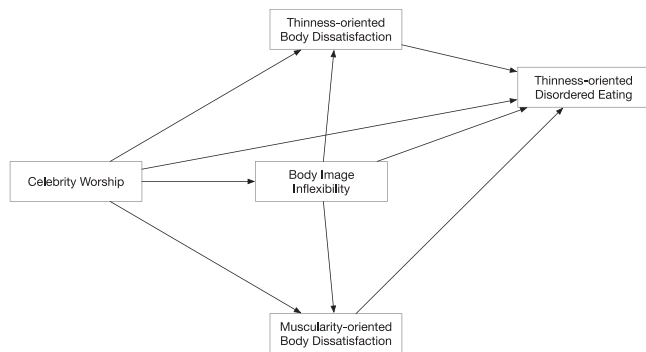 Thinness-oriented
Body Dissatisfaction
Thinness-oriented
Disordered Eating
Celebrity Worship
Body Image
Inflexibility
Muscularity-oriented
Body Dissatisfaction